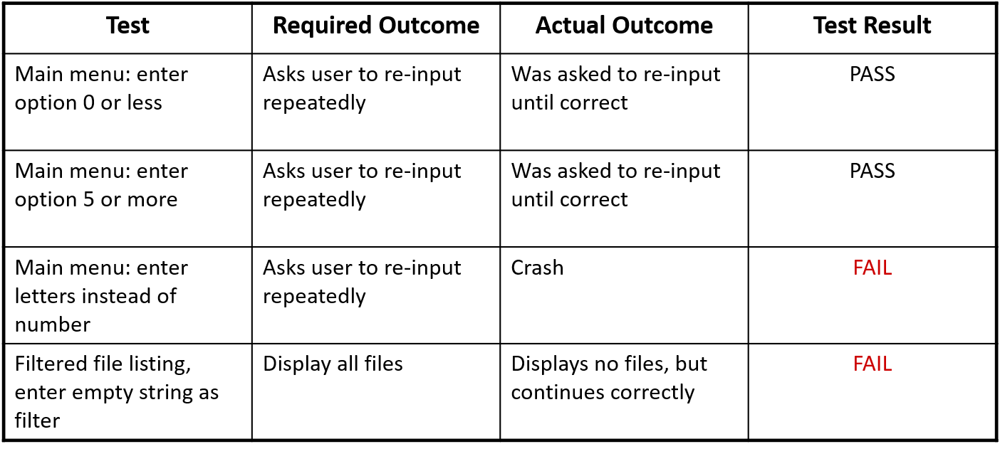 Test Required Outcome Actual Outcome Test Result
Main menu: enter
option 0 or less
Asks user to re-input
repeatedly
Was asked to re-input
until correct
PASS
Main menu: enter
option 5 or more
Asks user to re-input
repeatedly
Was asked to re-input
until correct
PASS
Main menu: enter
letters instead of
number
Asks user to re-input
repeatedly
Crash
FAIL
Filtered file listing,
enter empty string as
filter
Display all files
Displays no files, but
continues correctly
FAIL